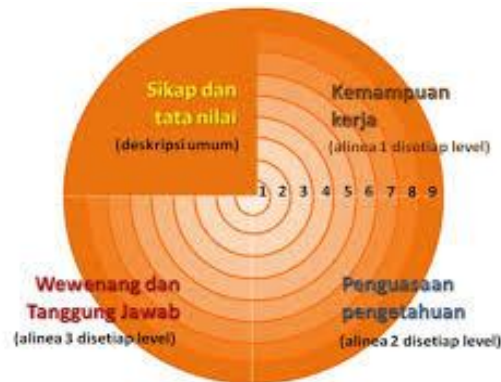 Sikap dan
tata nilai
(deskripsi umum)
Kemampuan
kerja
(alinea 1 disetiap level)
1 2 3 4 5 6 7 8 9
Wewenang dan
Tanggung Jawab
(alinea 3 disetiap level)
Penguasaan
pengetahuan
(alinea 2 disetiap level)